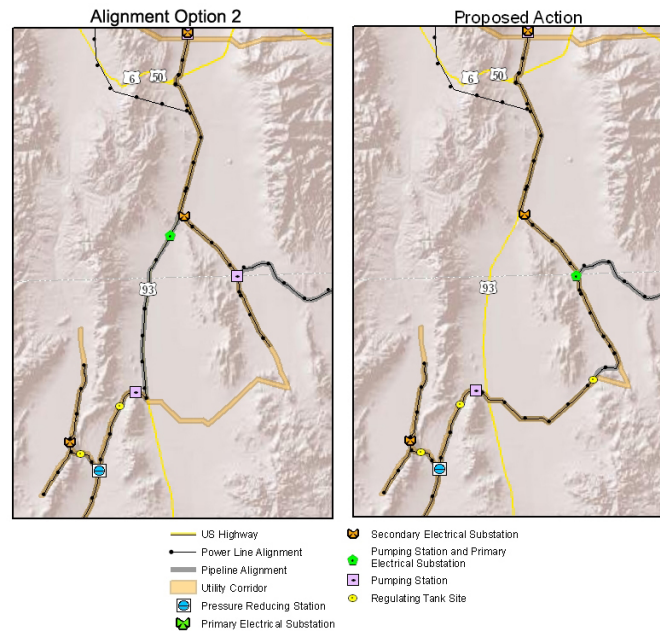 Alignment Option 2
Proposed Action
6
50
6
50
93
93
US Highway
Power Line Alignment
Pipeline Alignment
Utility Corridor
Pressure Reducing Station
Primary Electrical Substation
Secondary Electrical Substation
Pumping Station and Primary
Electrical Substation
Pumping Station
Regulating Tank Site